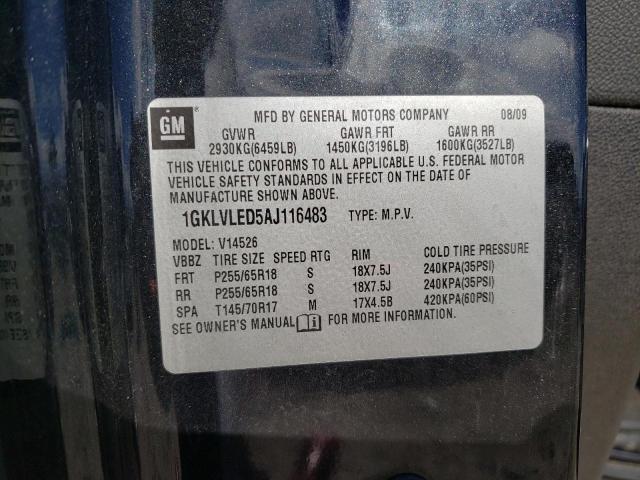 GM
®
MFD BY GENERAL MOTORS COMPANY 08/09
GVWR GAWR FRT GAWR RR
2930KG(6459LB) 1450KG(3196LB) 1600KG(3527LB)
THIS VEHICLE CONFORMS TO ALL APPLICABLE U.S. FEDERAL MOTOR
VEHICLE SAFETY STANDARDS IN EFFECT ON THE DATE OF
MANUFACTURE SHOWN ABOVE.
1GKLVLED5AJ116483 TYPE: M.P.V.
MODEL: V14526
VBBZ TIRE SIZE SPEED RTG RIM COLD TIRE PRESSURE
FRT P255/65R18 S 18X7.5J 240KPA(35PSI)
RR P255/65R18 S 18X7.5J 240KPA(35PSI)
SPA T145/70R17 M 17X4.5B 420KPA(60PSI)
SEE OWNER'S MANUAL FOR MORE INFORMATION.